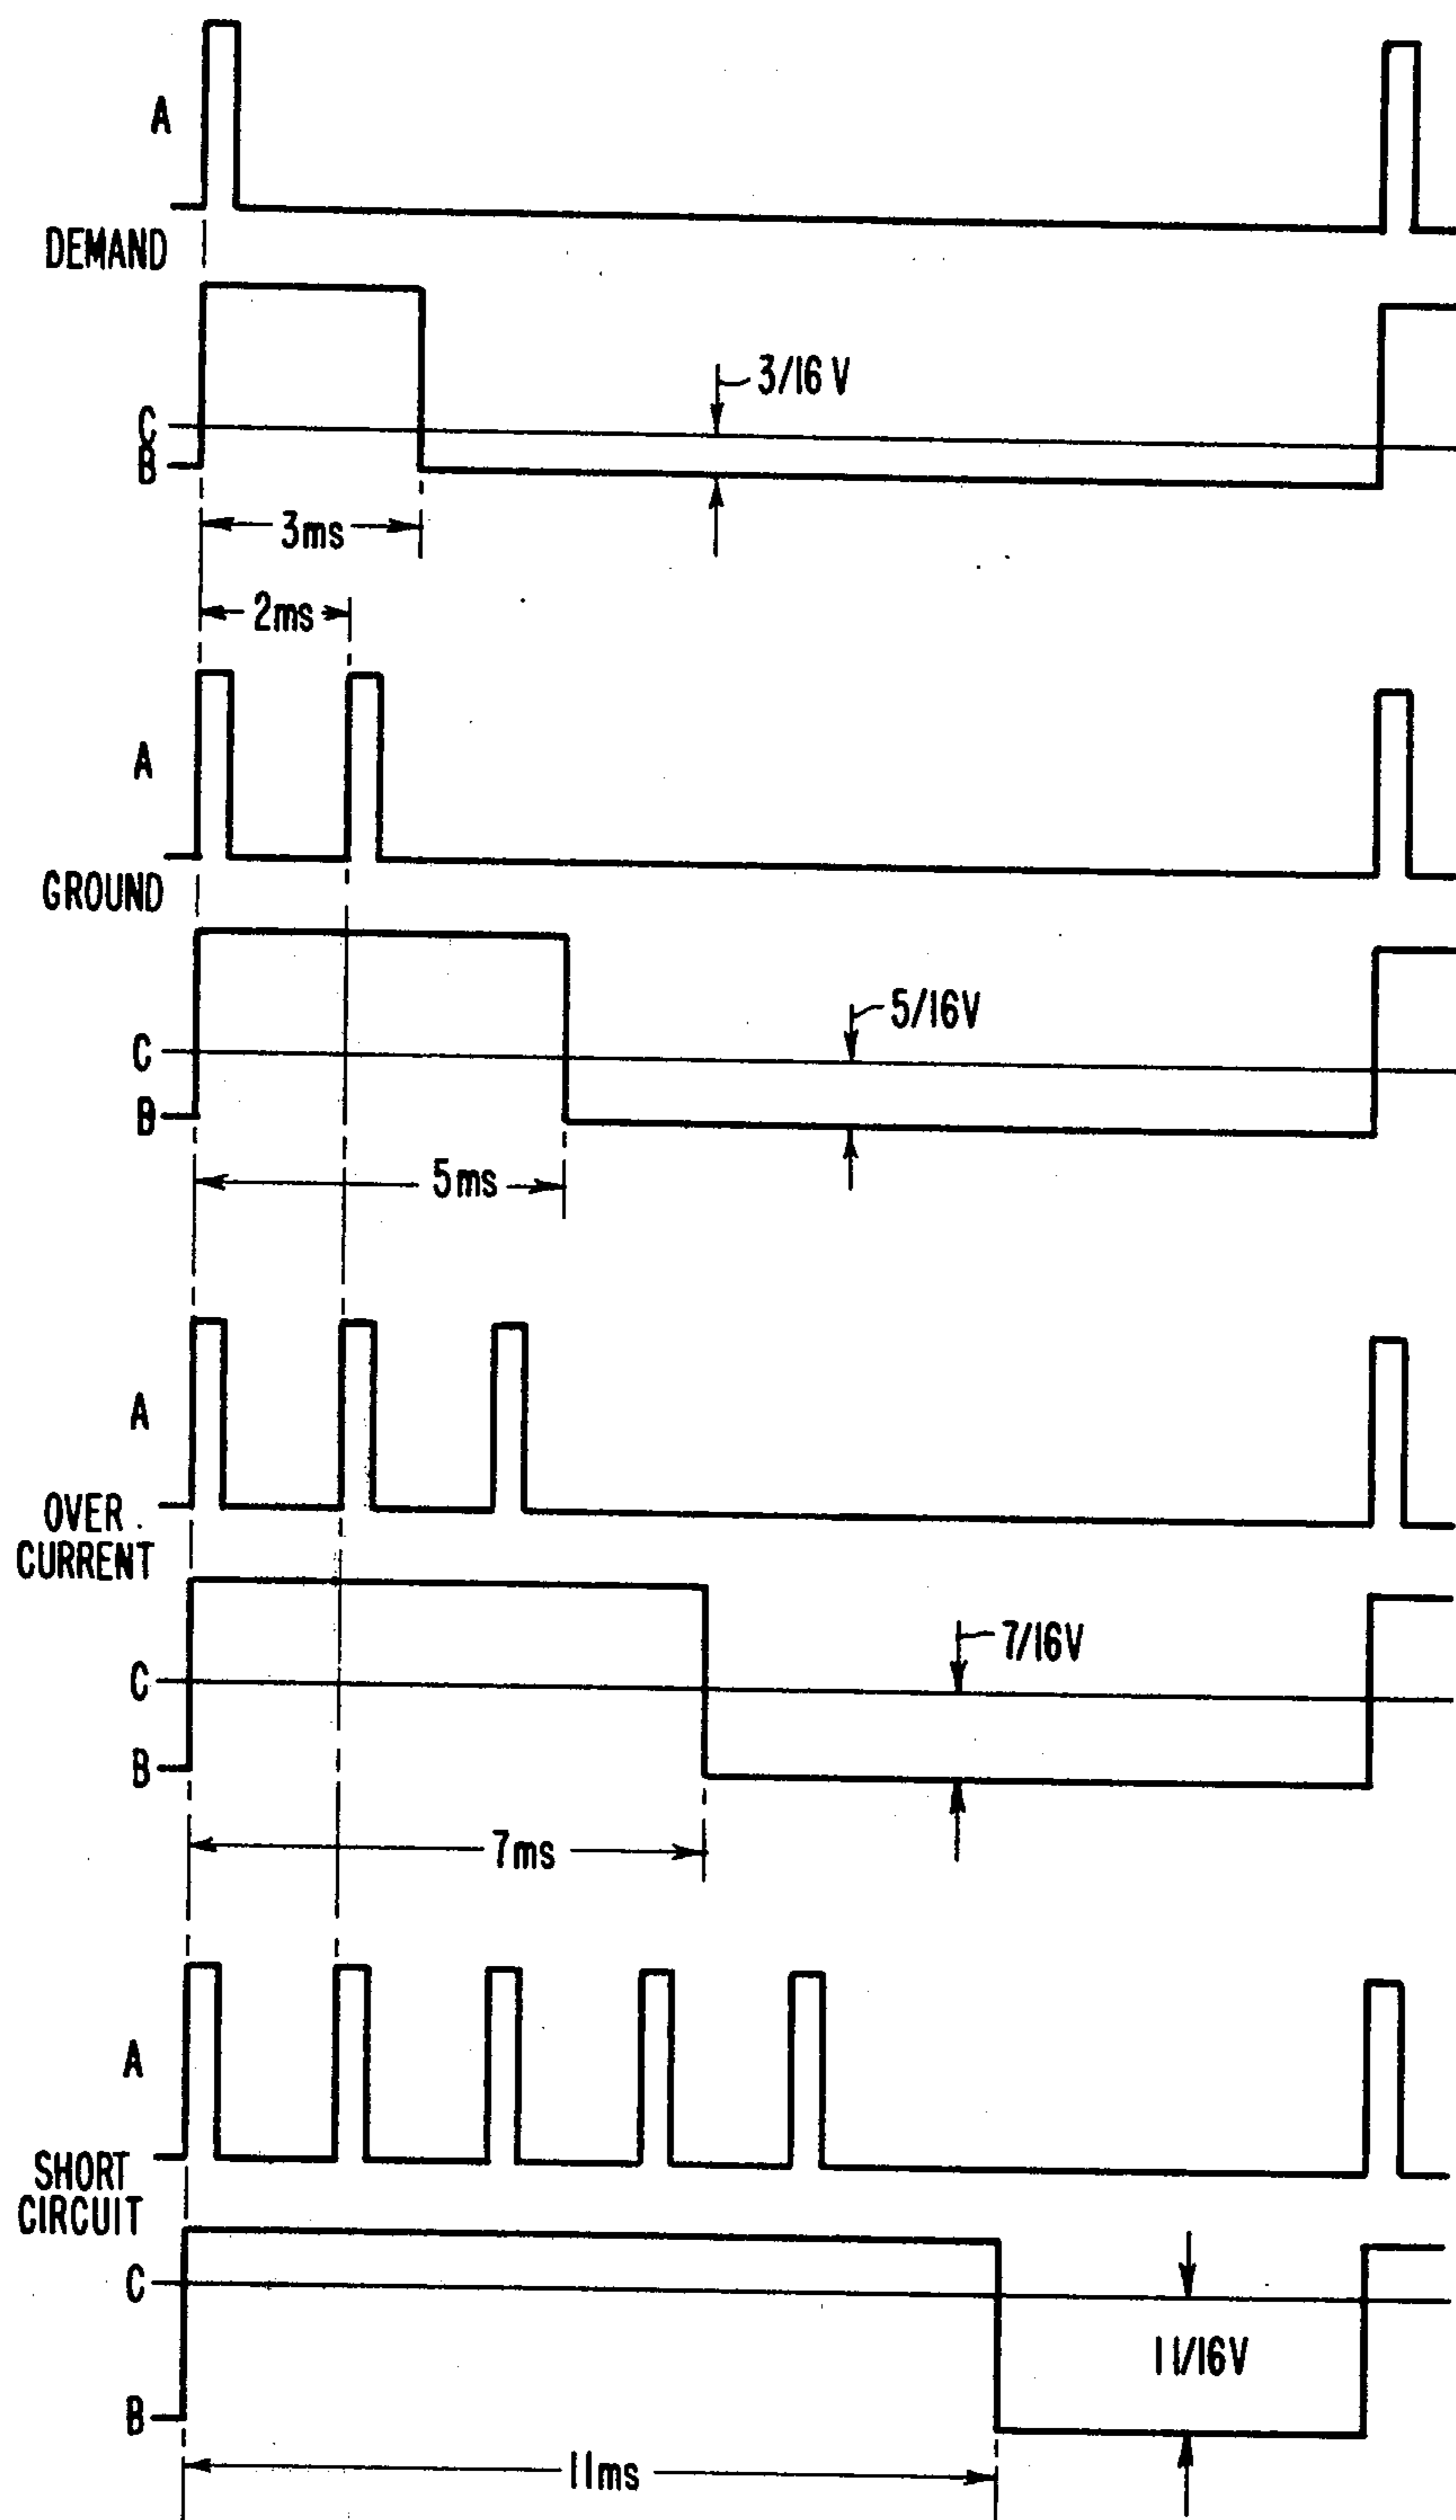 A
DEMAND
3/16 V
C
B
3ms
2ms
A
GROUND
5/16V
C
B
5ms
A
OVER
CURRENT
7/16V
C
B
7ms
A
SHORT
CIRCUIT
C
11/16V
B
11ms